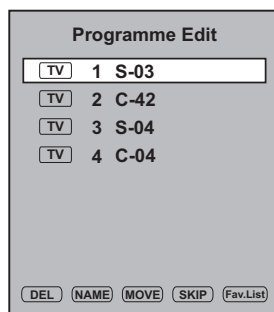 Programme Edit
TV 1 S-03
TV 2 C-42
TV 3 S-04
TV 4 C-04
DEL NAME MOVE SKIP Fav.List